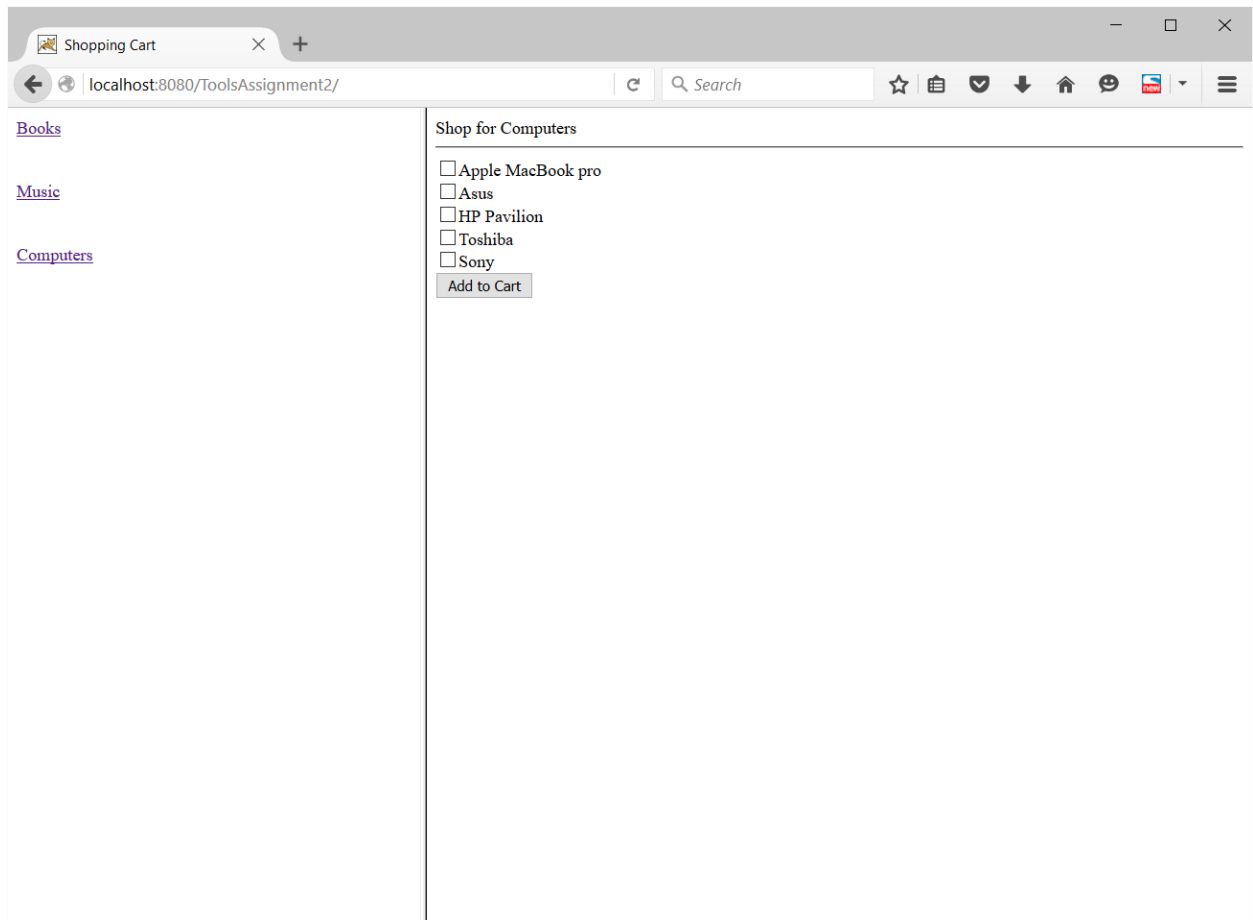 Shopping Cart
localhost:8080/ToolsAssignment2/
Search
new
Books
Music
Computers
Shop for Computers
Apple MacBook pro
Asus
HP Pavilion
Toshiba
Sony
Add to Cart